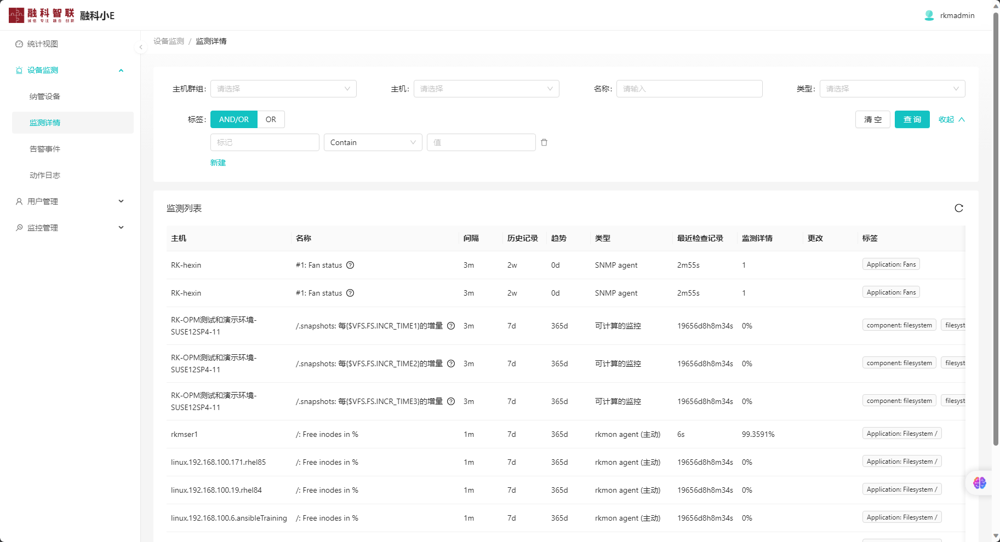 融科智联
诚信 专注 融合 创新
融科小E
rkmadmin
统计视图
设备监测
纳管设备
监测详情
告警事件
动作日志
用户管理
监控管理
设备监测 / 监测详情
主机群组: 请选择 主机: 请选择 名称: 请输入 类型: 请选择
标签: AND/OR OR 清 空 查 询 收起
标记 Contain 值
新建
监测列表
主机 名称 间隔 历史记录 趋势 类型 最近检查记录 监测详情 更改 标签
RK-hexin #1: Fan status 3m 2w 0d SNMP agent 2m55s 1 Application: Fans
RK-hexin #1: Fan status 3m 2w 0d SNMP agent 2m55s 1 Application: Fans
RK-OPM测试和演示环境-
SUSE12SP4-11 /.snapshots: 每{$VFS.FS.INCR_TIME1}的增量 3m 7d 365d 可计算的监控 19656d8h8m34s 0% component: filesystem filesyst
RK-OPM测试和演示环境-
SUSE12SP4-11 /.snapshots: 每{$VFS.FS.INCR_TIME2}的增量 3m 7d 365d 可计算的监控 19656d8h8m34s 0% component: filesystem filesyst
RK-OPM测试和演示环境-
SUSE12SP4-11 /.snapshots: 每{$VFS.FS.INCR_TIME3}的增量 3m 7d 365d 可计算的监控 19656d8h8m34s 0% component: filesystem filesyst
rkmser1 /: Free inodes in % 1m 7d 365d rkmon agent (主动) 6s 99.3591% Application: Filesystem /
linux.192.168.100.171.rhel85 /: Free inodes in % 1m 7d 365d rkmon agent (主动) 19656d8h8m34s 0% Application: Filesystem /
linux.192.168.100.19.rhel84 /: Free inodes in % 1m 7d 365d rkmon agent (主动) 19656d8h8m34s 0% Application: Filesystem /
linux.192.168.100.6.ansibleTraining /: Free inodes in % 1m 7d 365d rkmon agent (主动) 19656d8h8m34s 0% Application: Filesystem /